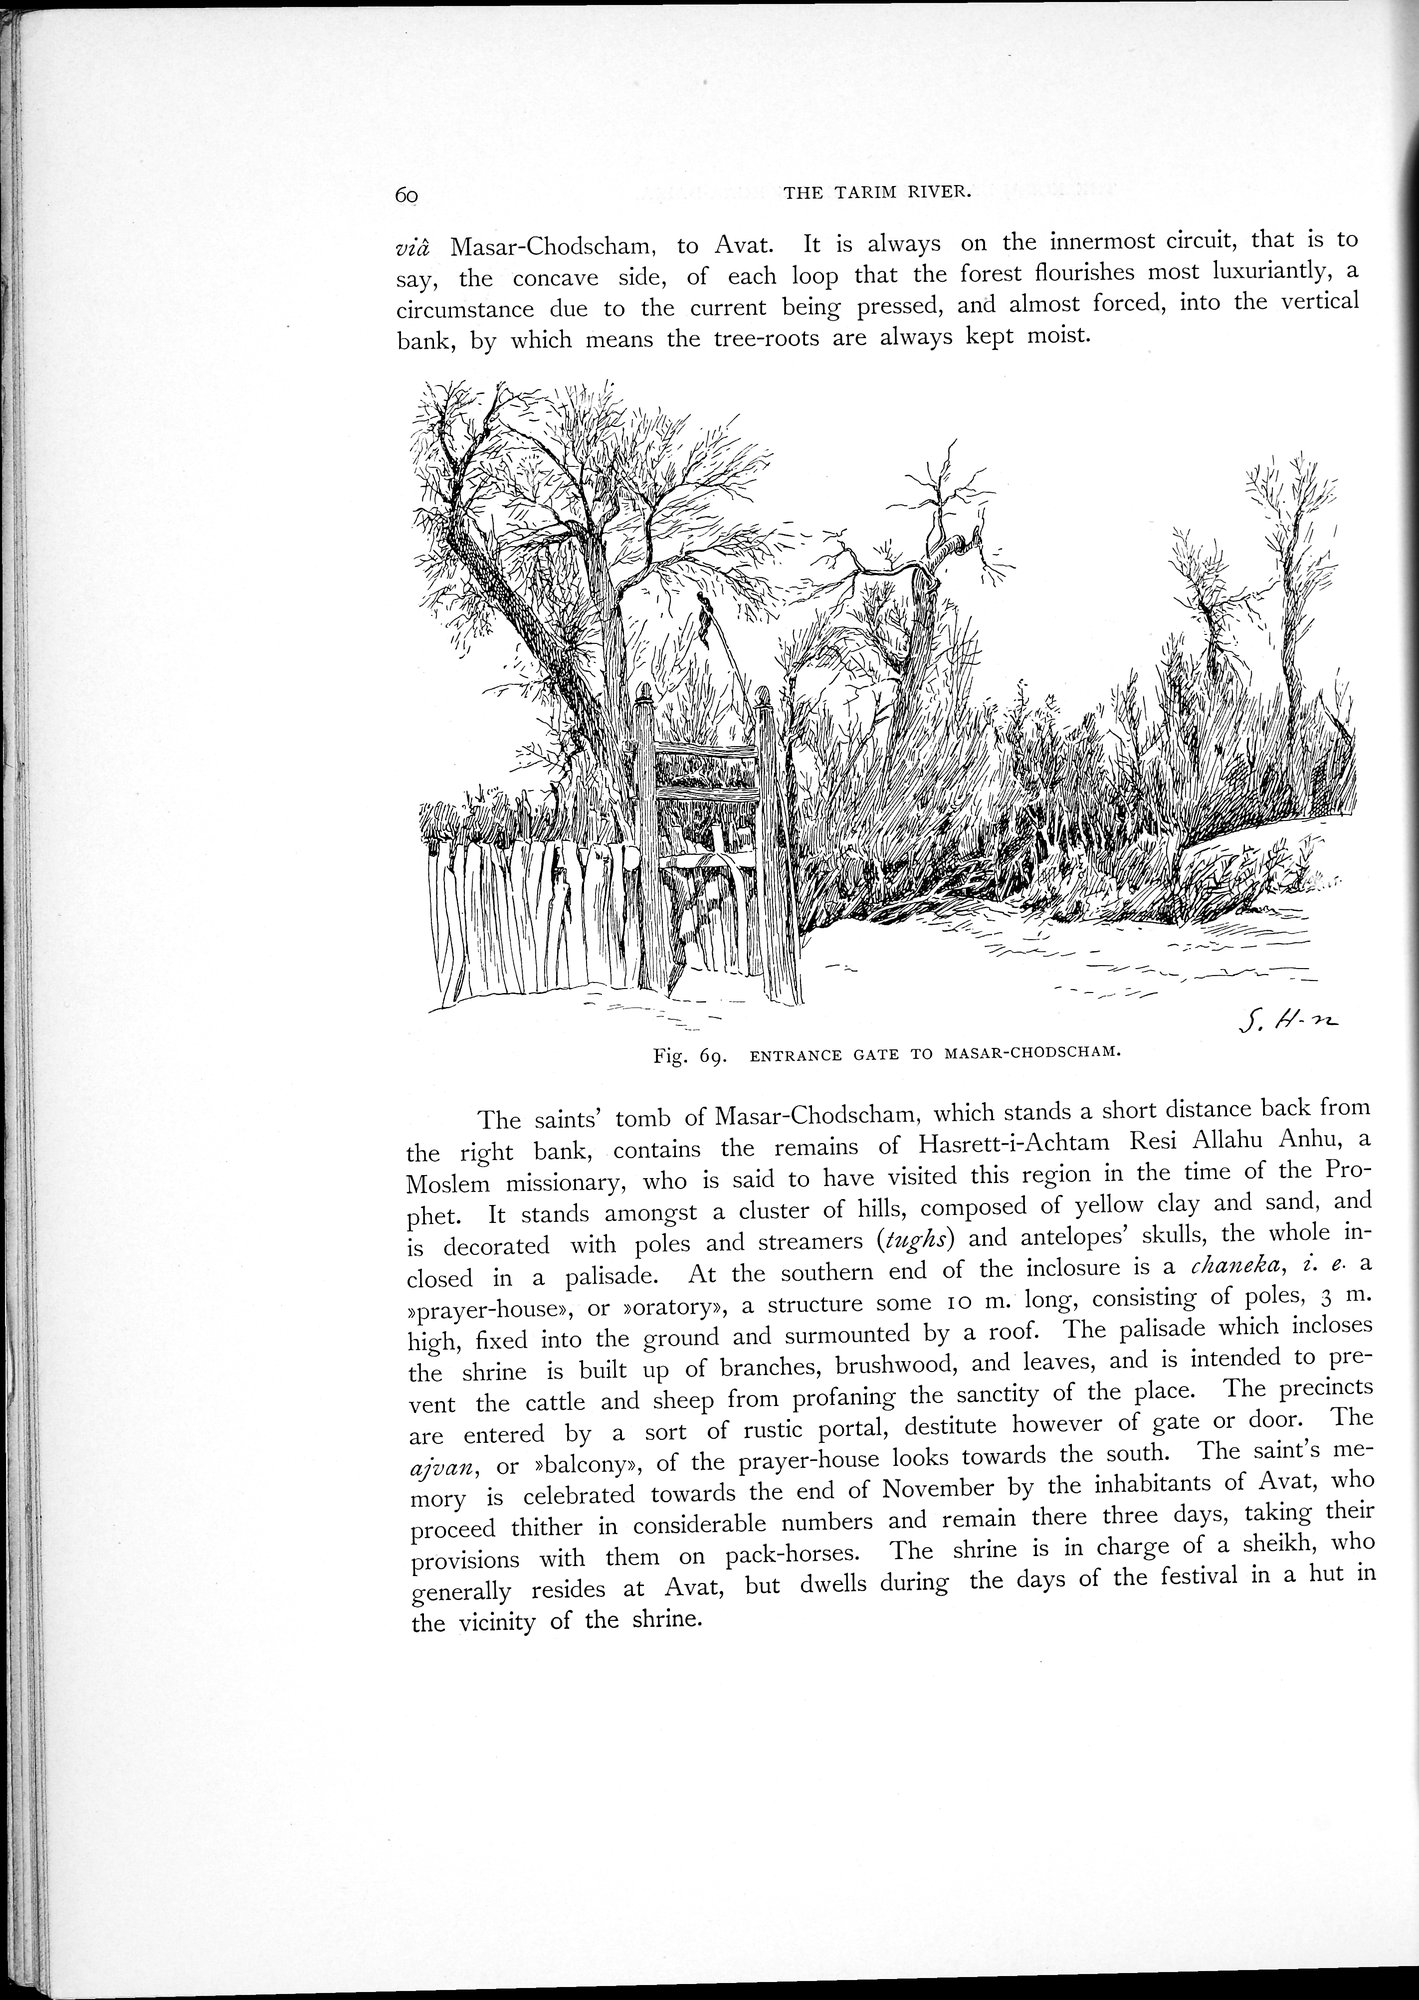 60 THE TARIM RIVER.
viâ Masar-Chodscham, to Avat. It is always on the innermost circuit, that is to
say, the concave side, of each loop that the forest flourishes most luxuriantly, a
circumstance due to the current being pressed, and almost forced, into the vertical
bank, by which means the tree-roots are always kept moist.
S. H-n
Fig. 69. ENTRANCE GATE TO MASAR-CHODSCHAM.
The saints' tomb of Masar-Chodscham, which stands a short distance back from
the right bank, contains the remains of Hasrett-i-Achtam Resi Allahu Anhu, a
Moslem missionary, who is said to have visited this region in the time of the Pro-
phet. It stands amongst a cluster of hills, composed of yellow clay and sand, and
is decorated with poles and streamers (tughs) and antelopes' skulls, the whole in-
closed in a palisade. At the southern end of the inclosure is a chaneka, i. e. a
»prayer-house», or »oratory», a structure some 10 m. long, consisting of poles, 3 m.
high, fixed into the ground and surmounted by a roof. The palisade which incloses
the shrine is built up of branches, brushwood, and leaves, and is intended to pre-
vent the cattle and sheep from profaning the sanctity of the place. The precincts
are entered by a sort of rustic portal, destitute however of gate or door. The
ajvan, or »balcony», of the prayer-house looks towards the south. The saint's me-
mory is celebrated towards the end of November by the inhabitants of Avat, who
proceed thither in considerable numbers and remain there three days, taking their
provisions with them on pack-horses. The shrine is in charge of a sheikh, who
generally resides at Avat, but dwells during the days of the festival in a hut in
the vicinity of the shrine.